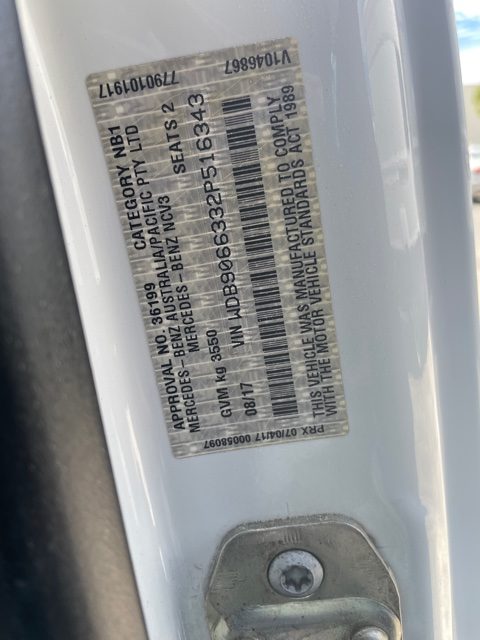 7790101917 V1046867
APPROVAL NO. 36199 CATEGORY NB1
MERCEDES-BENZ AUSTRALIA/PACIFIC PTY LTD
MERCEDES-BENZ NCV3 SEATS 2
GVM kg 3550
VIN WDB9066332P516343
08/17
THIS VEHICLE WAS MANUFACTURED TO COMPLY
WITH THE MOTOR VEHICLE STANDARDS ACT 1989
PRX 07/04/17 00058097